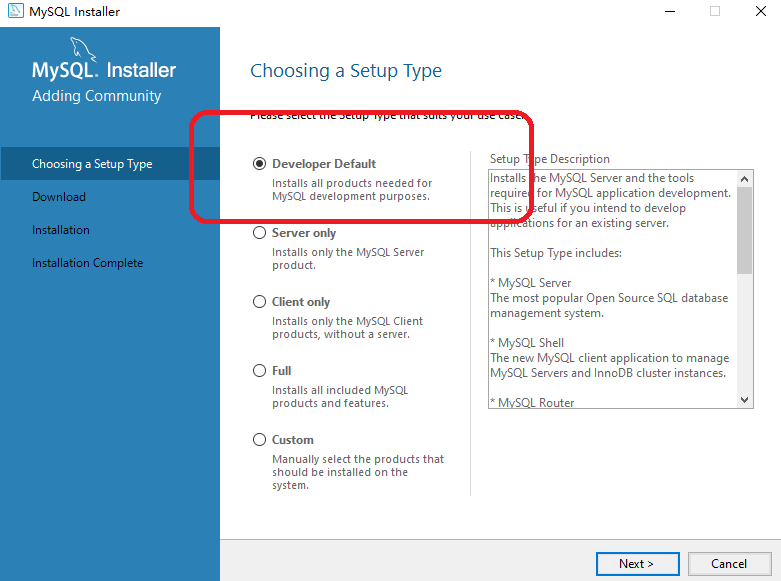 MySQL Installer
MySQL. Installer
Adding Community
Choosing a Setup Type
Download
Installation
Installation Complete
Choosing a Setup Type
Please select the Setup Type that suits your use case.
Developer Default
Installs all products needed for
MySQL development purposes.
Server only
Installs only the MySQL Server
product.
Client only
Installs only the MySQL Client
products, without a server.
Full
Installs all included MySQL
products and features.
Custom
Manually select the products that
should be installed on the
system.
Setup Type Description
Installs the MySQL Server and the tools
required for MySQL application development.
This is useful if you intend to develop
applications for an existing server.
This Setup Type includes:
* MySQL Server
The most popular Open Source SQL database
management system.
* MySQL Shell
The new MySQL client application to manage
MySQL Servers and InnoDB cluster instances.
* MySQL Router
Next >
Cancel